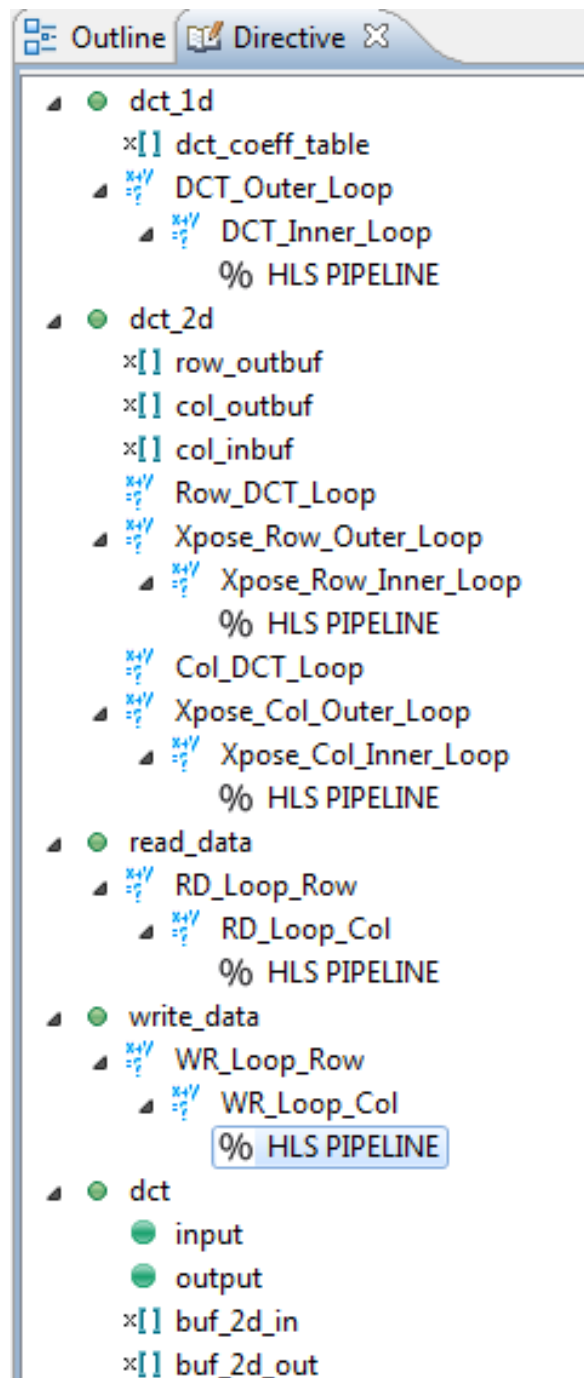 Outline Directive
dct_1d
x[] dct_coeff_table
DCT_Outer_Loop
DCT_Inner_Loop
% HLS PIPELINE
dct_2d
x[] row_outbuf
x[] col_outbuf
x[] col_inbuf
Row_DCT_Loop
Xpose_Row_Outer_Loop
Xpose_Row_Inner_Loop
% HLS PIPELINE
Col_DCT_Loop
Xpose_Col_Outer_Loop
Xpose_Col_Inner_Loop
% HLS PIPELINE
read_data
RD_Loop_Row
RD_Loop_Col
% HLS PIPELINE
write_data
WR_Loop_Row
WR_Loop_Col
% HLS PIPELINE
dct
input
output
x[] buf_2d_in
x[] buf_2d_out